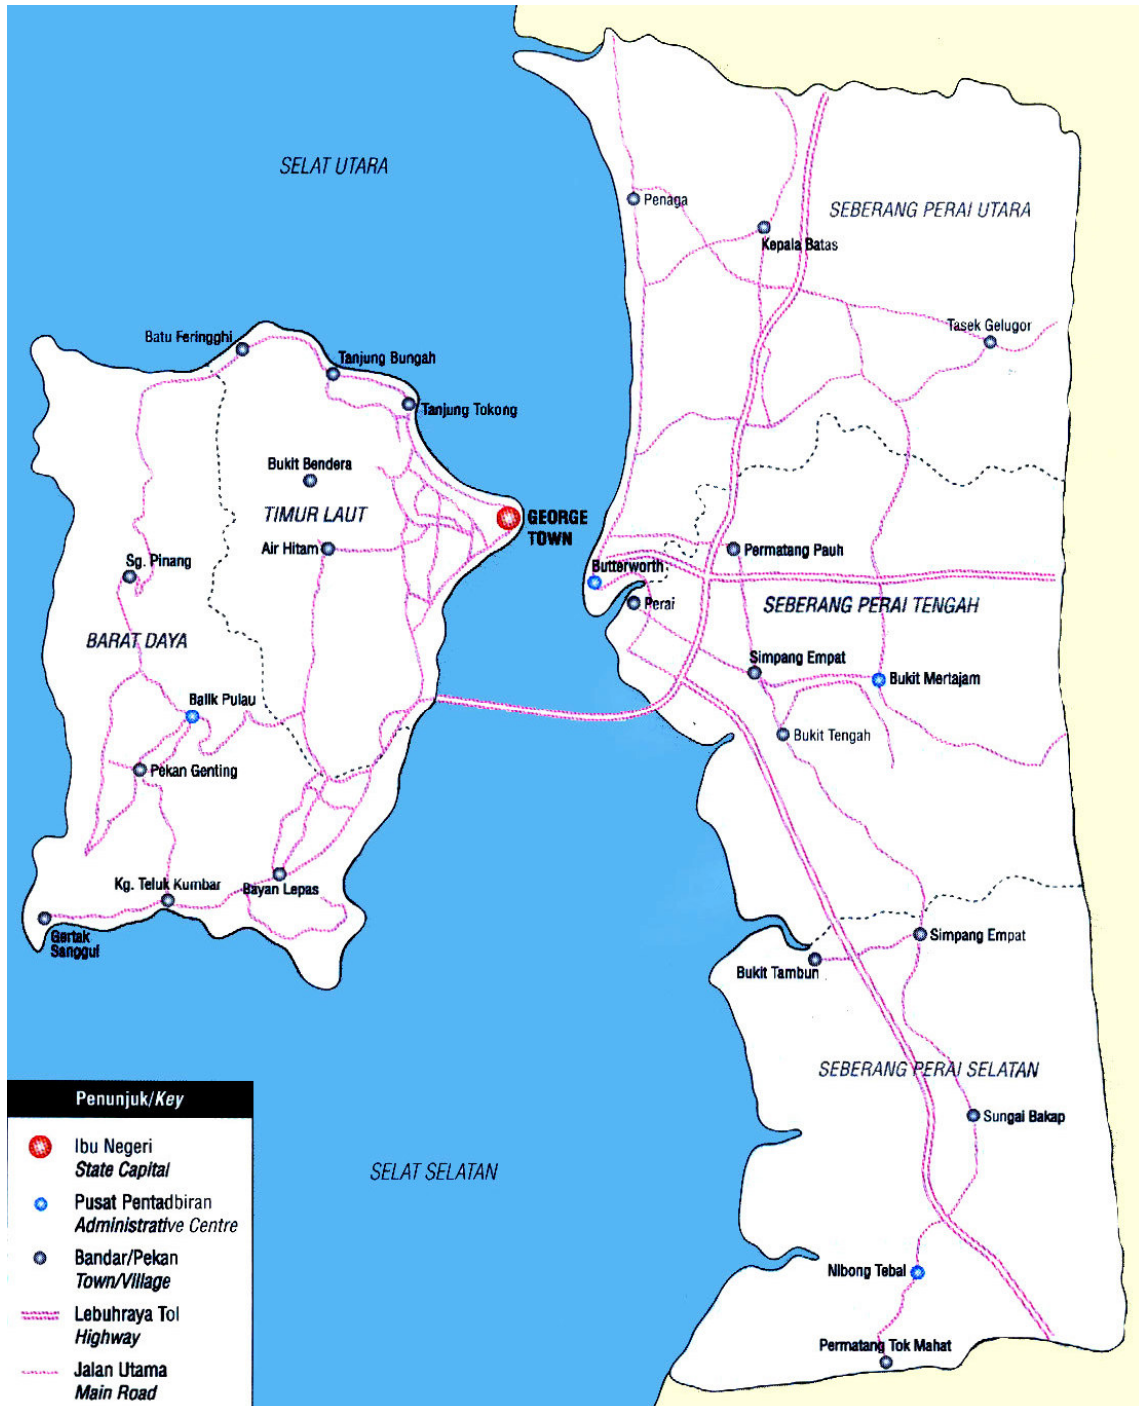 SELAT UTARA
Penaga
SEBERANG PERAI UTARA
Kepala Batas
Tasek Gelugor
Batu Feringghi
Tanjung Bungah
Tanjung Tokong
Bukit Bendera
TIMUR LAUT
GEORGE
TOWN
Air Hitam
Permatang Pauh
Sg. Pinang
Butterworth
Perai
SEBERANG PERAI TENGAH
BARAT DAYA
Simpang Empat
Bukit Mertajam
Balik Pulau
Bukit Tengah
Pekan Genting
Kg. Teluk Kumbar
Bayan Lepas
Gertak
Sanggul
Simpang Empat
Bukit Tambun
SEBERANG PERAI SELATAN
Sungai Bakap
SELAT SELATAN
Nibong Tebal
Permatang Tok Mahat
Penunjuk/Key
Ibu Negeri
State Capital
Pusat Pentadbiran
Administrative Centre
Bandar/Pekan
Town/Village
Lebuhraya Tol
Highway
Jalan Utama
Main Road